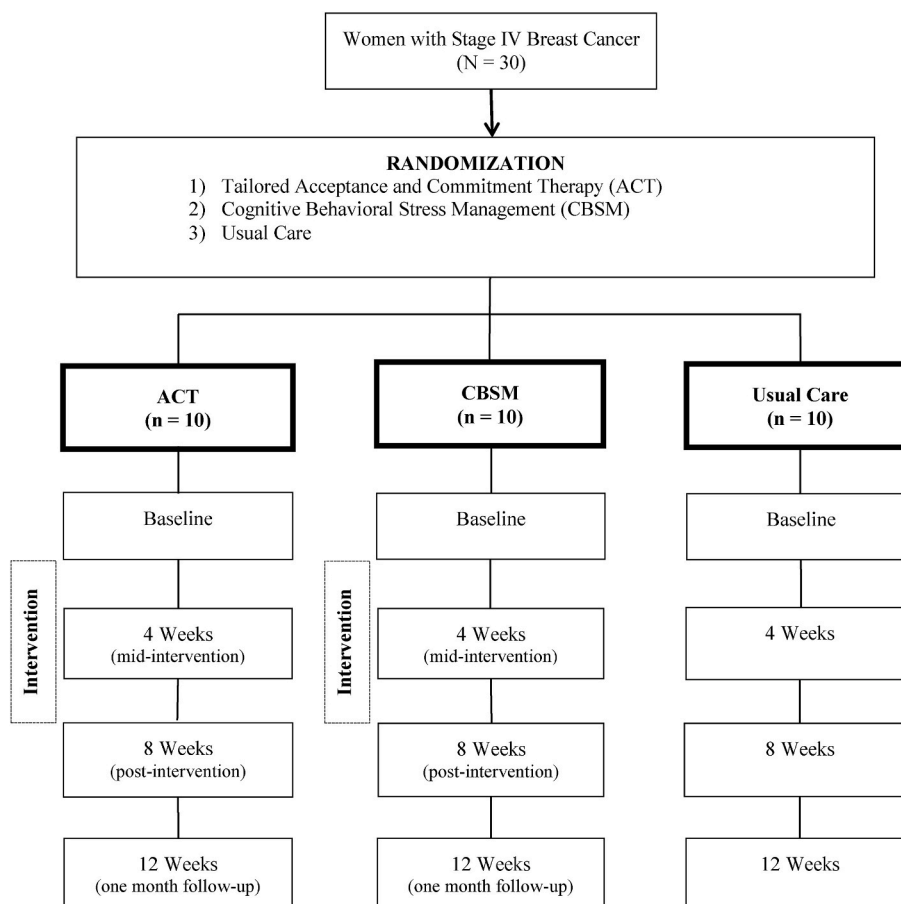 Women with Stage IV Breast Cancer
(N = 30)
RANDOMIZATION
1) Tailored Acceptance and Commitment Therapy (ACT)
2) Cognitive Behavioral Stress Management (CBSM)
3) Usual Care
ACT
(n = 10)
CBSM
(n = 10)
Usual Care
(n = 10)
Baseline
Baseline
Baseline
Intervention
Intervention
4 Weeks
(mid-intervention)
4 Weeks
(mid-intervention)
4 Weeks
8 Weeks
(post-intervention)
8 Weeks
(post-intervention)
8 Weeks
12 Weeks
(one month follow-up)
12 Weeks
(one month follow-up)
12 Weeks